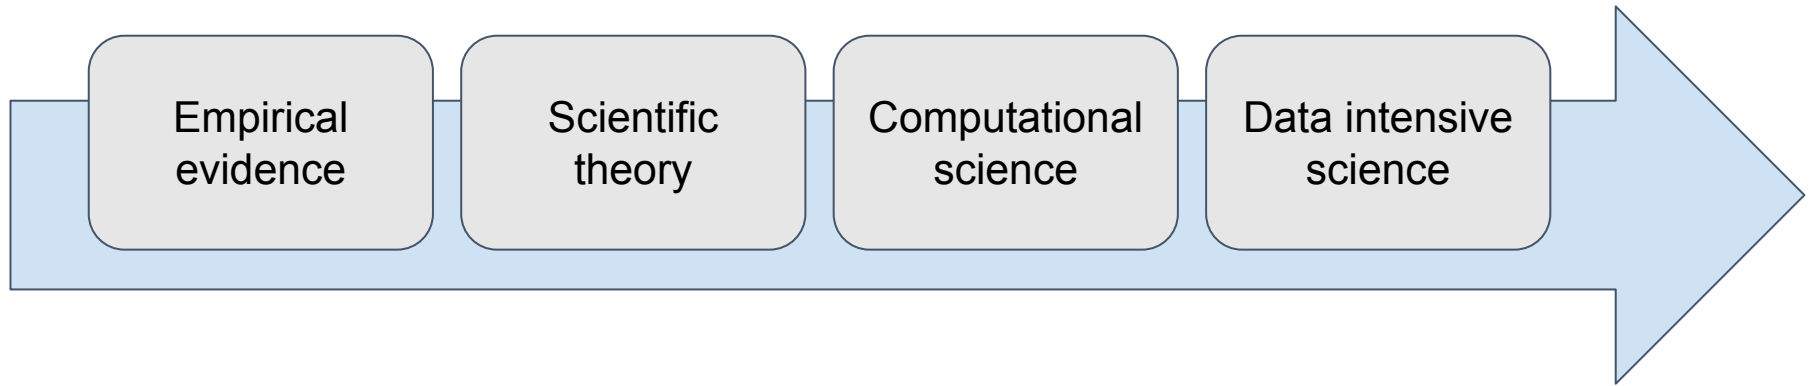 Empirical
evidence
Scientific
theory
Computational
science
Data intensive
science